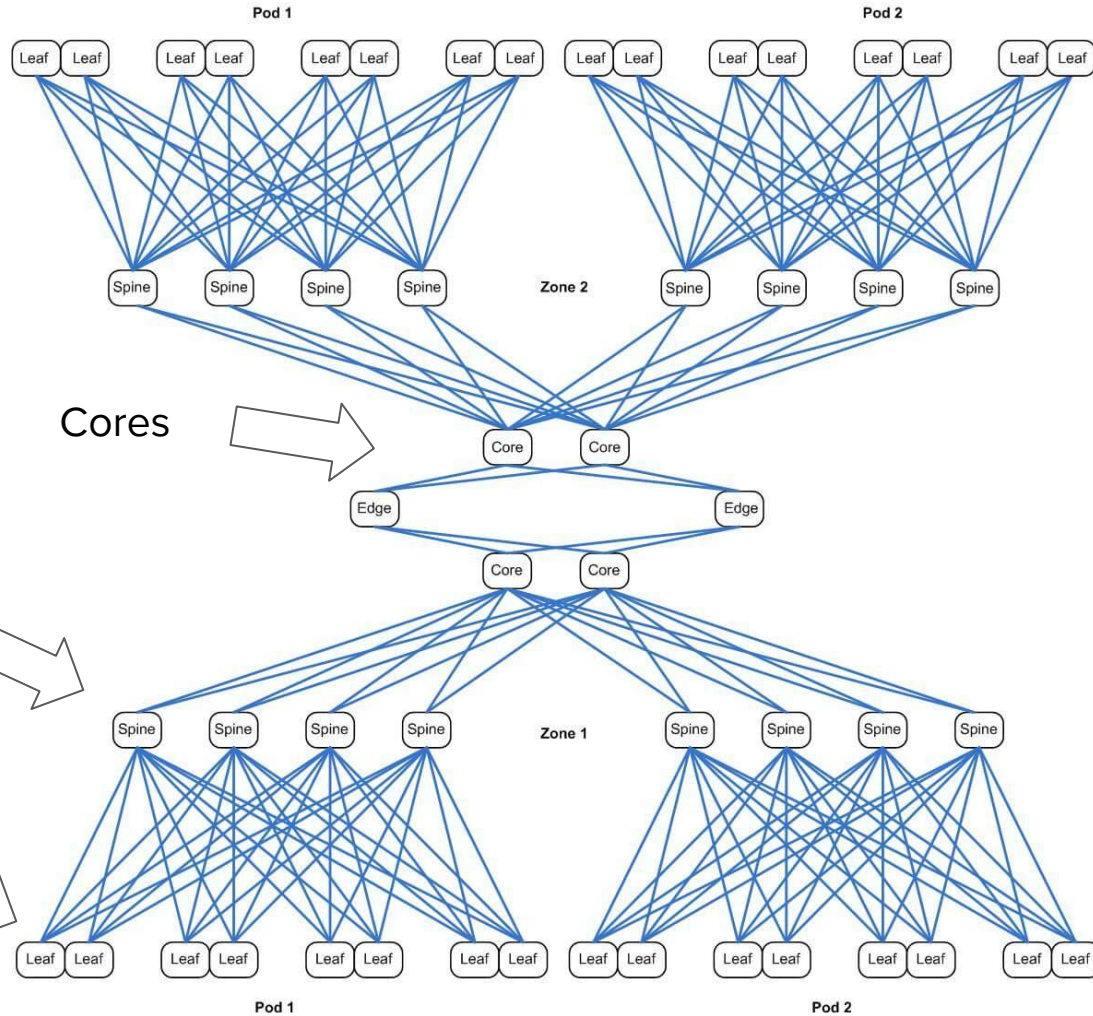 Pod 1 Pod 2
Leaf Leaf Leaf Leaf Leaf Leaf Leaf Leaf Leaf Leaf Leaf Leaf Leaf Leaf Leaf Leaf
Spine Spine Spine Spine Zone 2 Spine Spine Spine Spine
Cores
Core Core
Edge Edge
Core Core
Spine Spine Spine Spine Zone 1 Spine Spine Spine Spine
Leaf Leaf Leaf Leaf Leaf Leaf Leaf Leaf Leaf Leaf Leaf Leaf Leaf Leaf Leaf Leaf
Pod 1 Pod 2